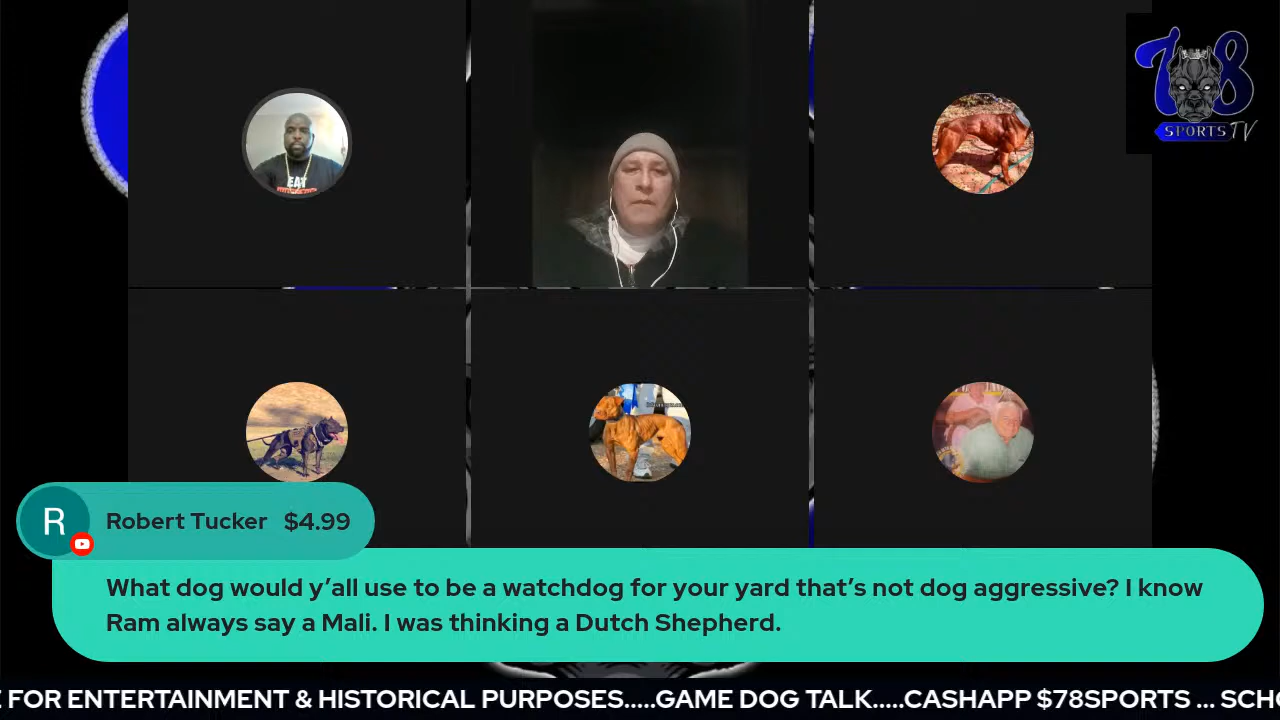 78
SPORTS TV
EAT
Robert Tucker $4.99
What dog would y’all use to be a watchdog for your yard that’s not dog aggressive? I know
Ram always say a Mali. I was thinking a Dutch Shepherd.
FOR ENTERTAINMENT & HISTORICAL PURPOSES.....GAME DOG TALK.....CASHAPP $78SPORTS ... SCH